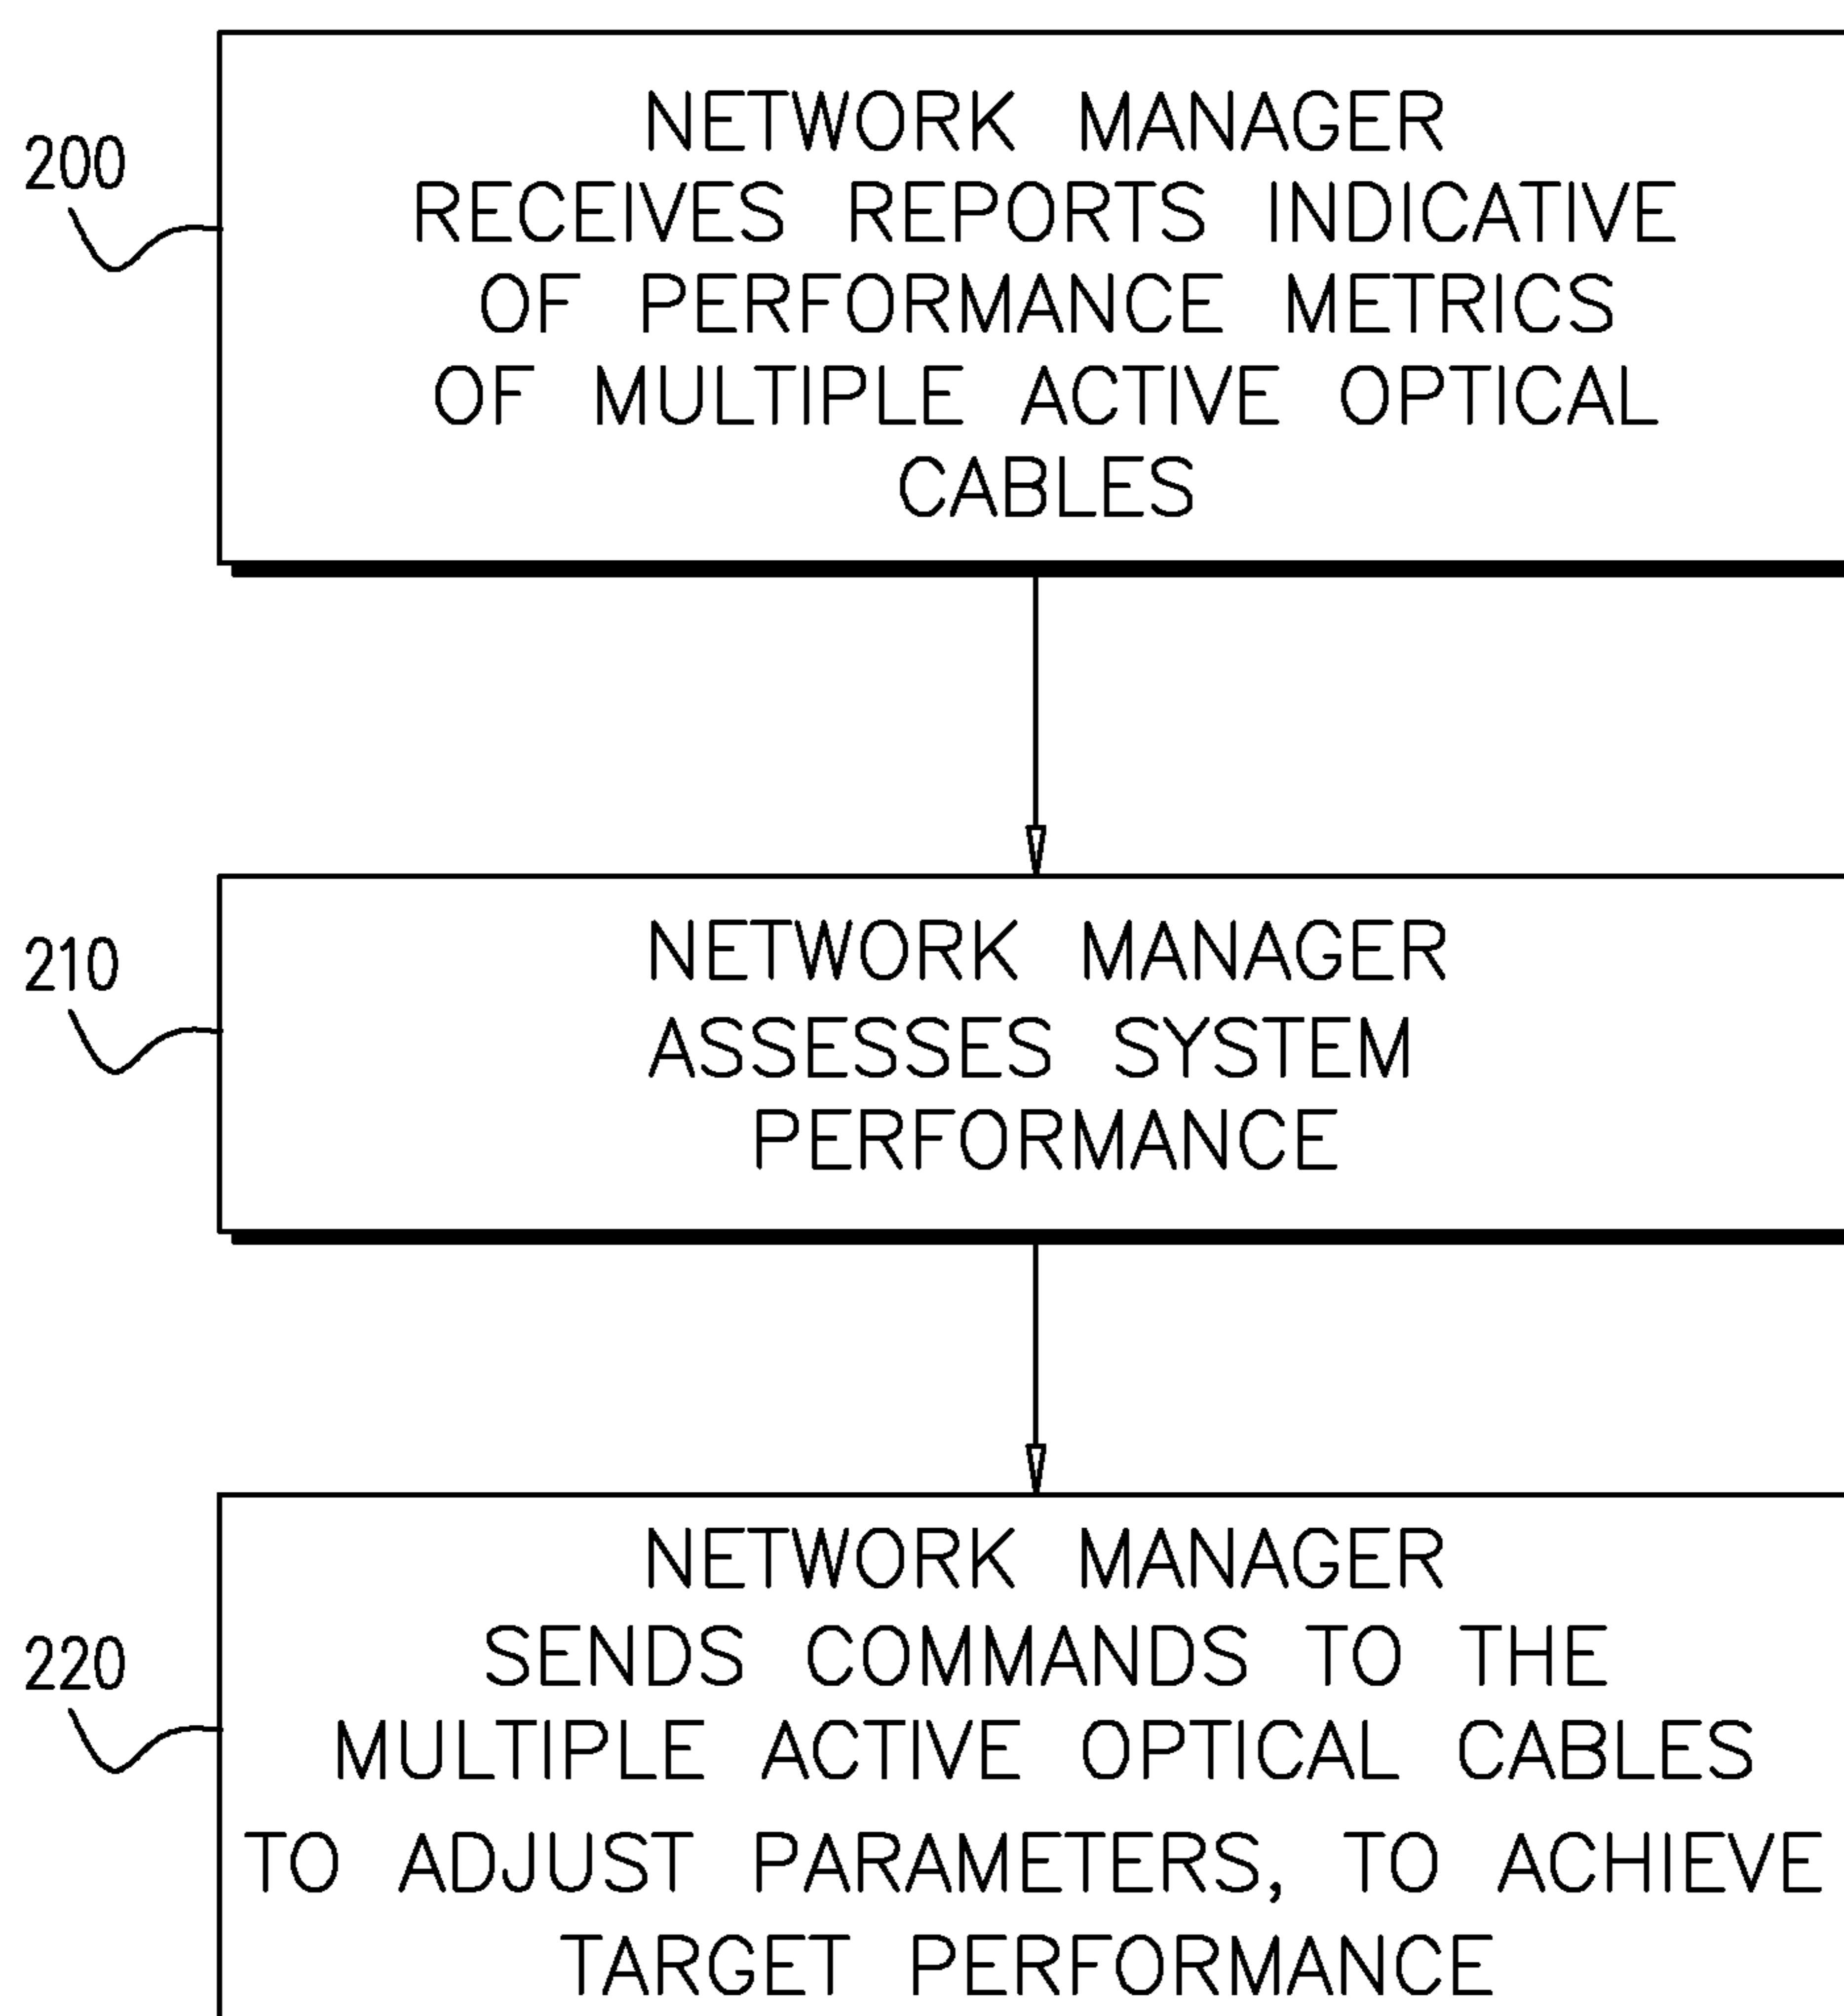 200
NETWORK MANAGER
RECEIVES REPORTS INDICATIVE
OF PERFORMANCE METRICS
OF MULTIPLE ACTIVE OPTICAL
CABLES
210
NETWORK MANAGER
ASSESSES SYSTEM
PERFORMANCE
220
NETWORK MANAGER
SENDS COMMANDS TO THE
MULTIPLE ACTIVE OPTICAL CABLES
TO ADJUST PARAMETERS, TO ACHIEVE
TARGET PERFORMANCE